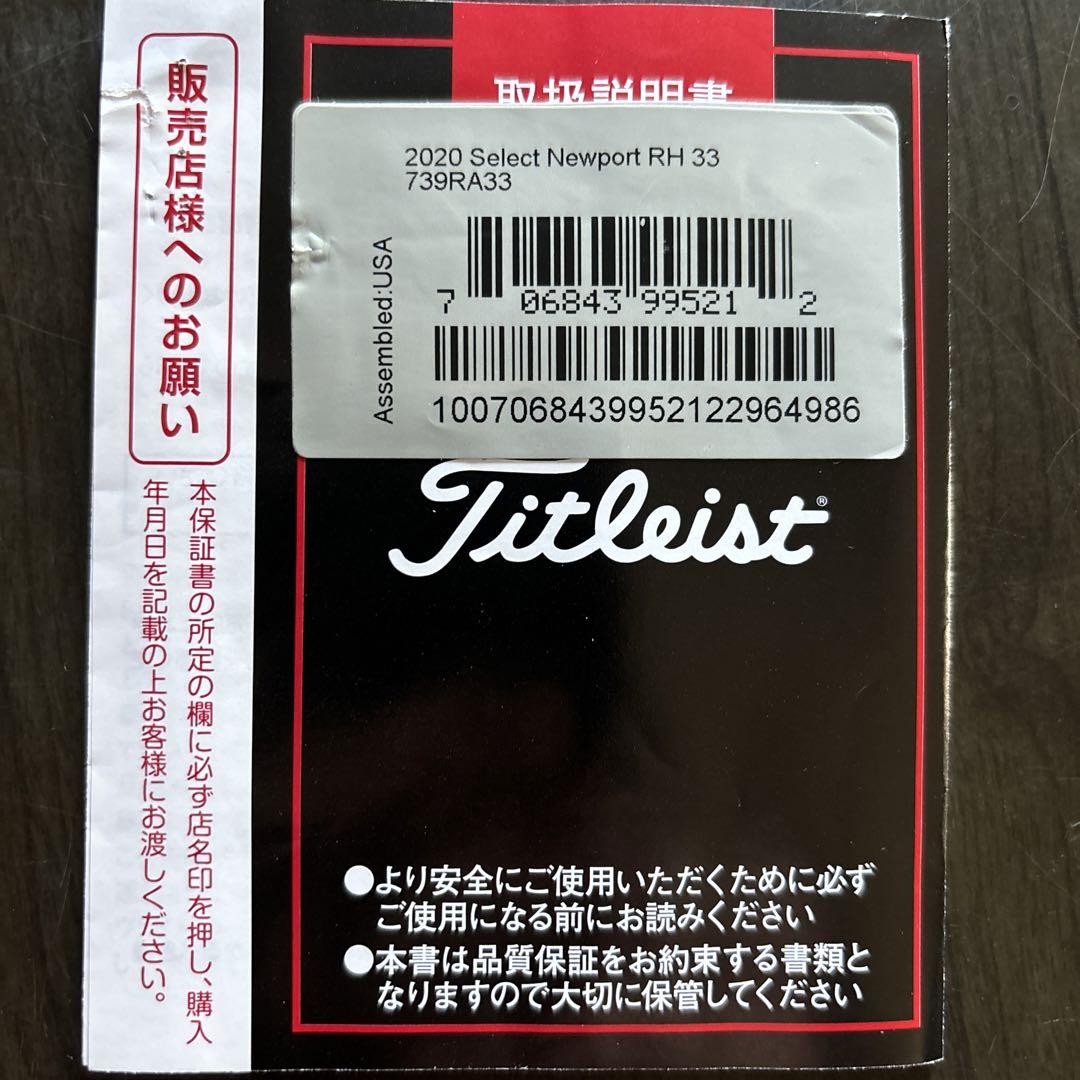 販売店様へのお願い
本保証書の所定の欄に必ず店名印を押し、購入
年月日を記載の上お客様にお渡しください。
取扱説明書
2020 Select Newport RH 33
739RA33
Assembled:USA
7 06843 99521 2
1007068439952122964986
Titleist®
●より安全にご使用いただくために必ず
ご使用になる前にお読みください
●本書は品質保証をお約束する書類と
なりますので大切に保管してください